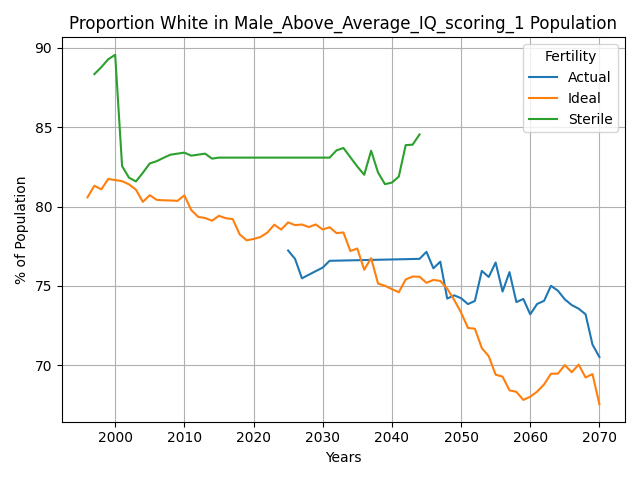 Proportion White in Male_Above_Average_IQ_scoring_1 Population
Fertility
Actual
Ideal
Sterile
% of Population
90
85
80
75
70
2000
2010
2020
2030
2040
2050
2060
2070
Years